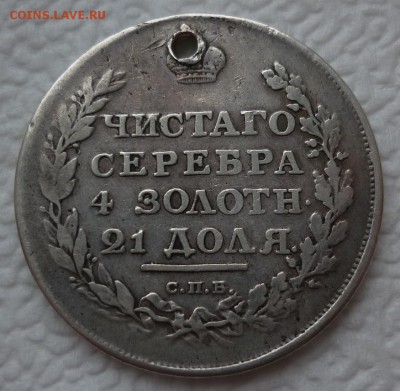 COINS.LAVE.RU
ЧИСТАГО
СЕРЕБРА
4 ЗОЛОТН.
21 ДОЛЯ
С.П.Б.